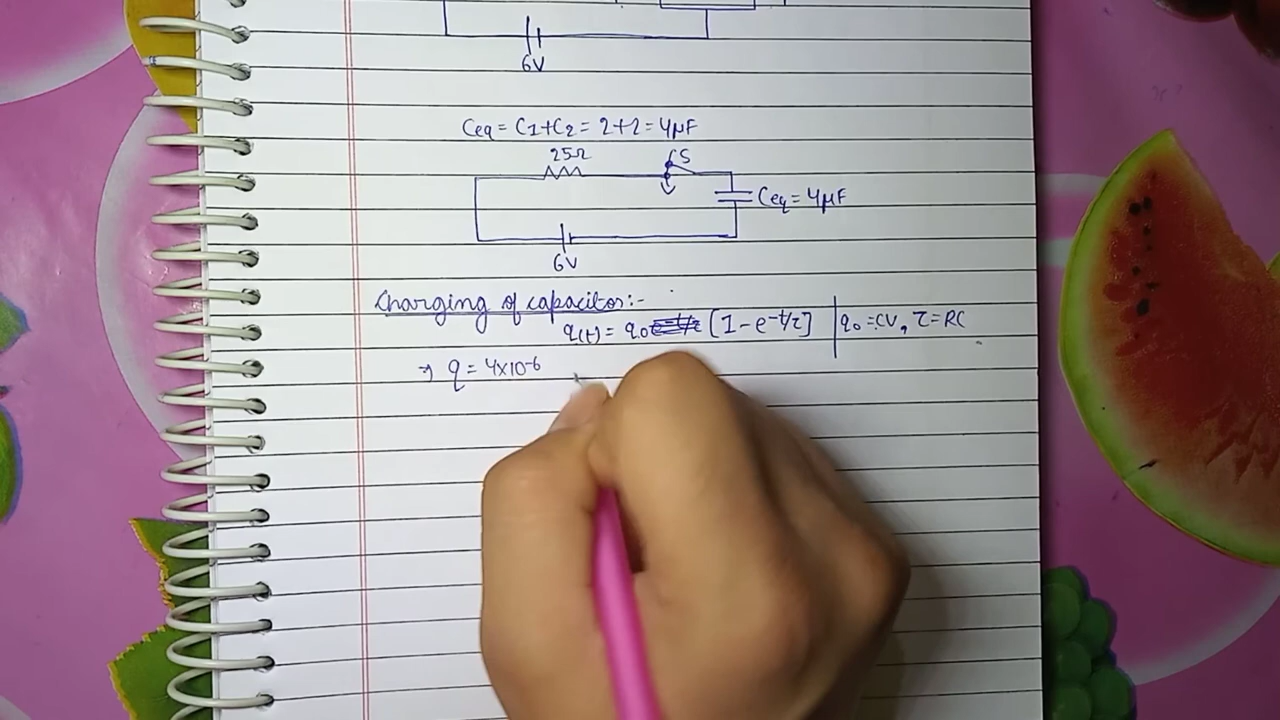 6V
Ceq = C1+C2 = 2+2 = 4μF
25Ω
S
Ceq = 4μF
6V
Charging of capacitor:-
q(t) = q0 [1-e-t/τ] q0 = CV, τ = RC
⇒ q = 4×10-6